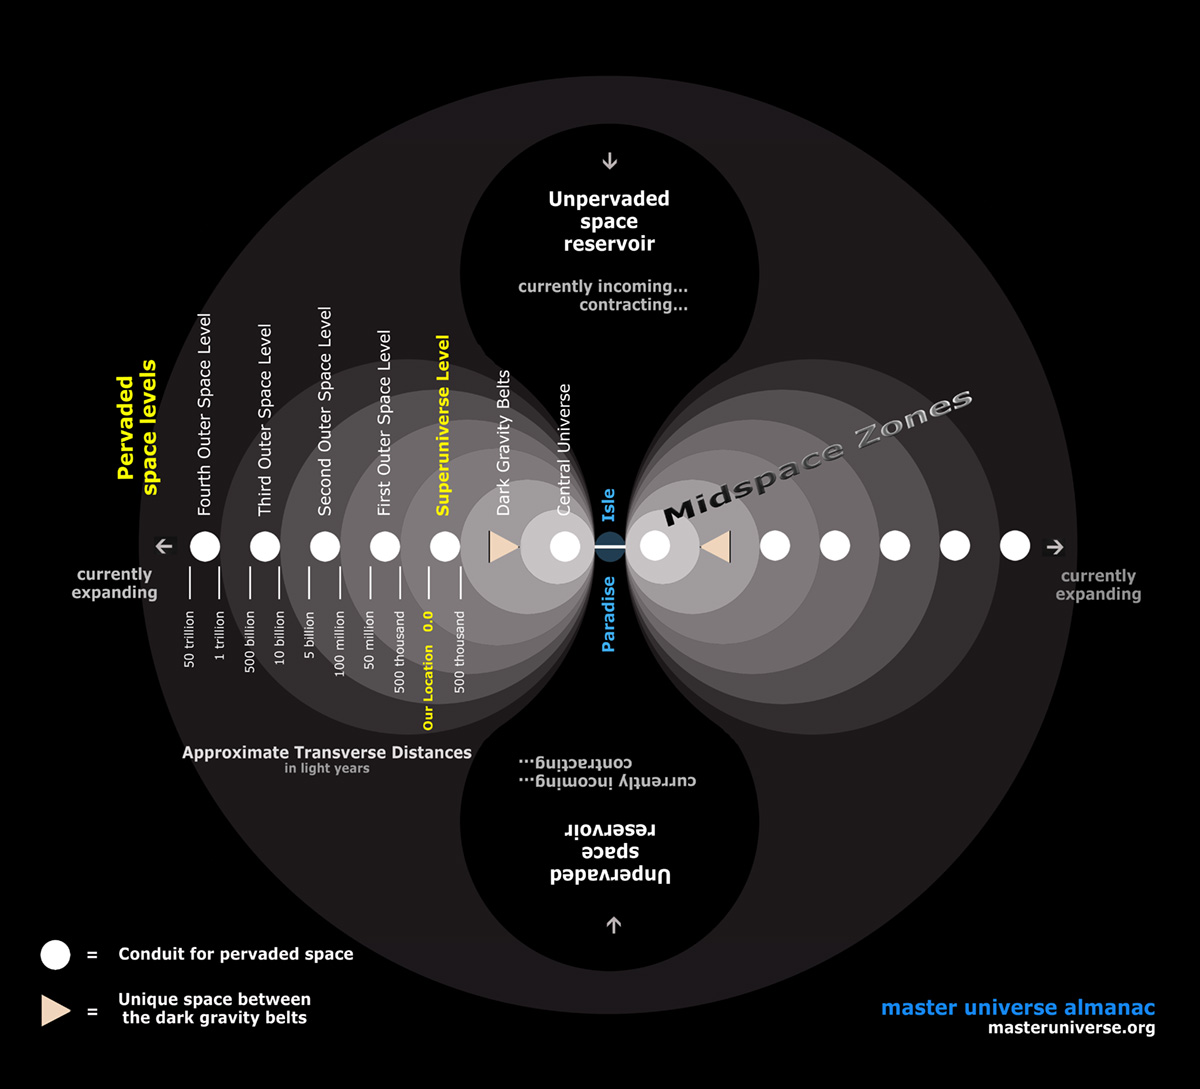 Unpervaded
space
reservoir
currently incoming...
contracting...
Pervaded
space levels
Fourth Outer Space Level
Third Outer Space Level
Second Outer Space Level
First Outer Space Level
Superuniverse Level
Dark Gravity Belts
Central Universe
Isle
Paradise
Midspace Zones
currently
expanding
currently
expanding
50 trillion
1 trillion
500 billion
10 billion
5 billion
100 million
50 million
500 thousand
Our Location 0.0
500 thousand
Approximate Transverse Distances
in light years
Unpervaded
space
reservoir
currently incoming...
contracting...
= Conduit for pervaded space
= Unique space between
the dark gravity belts
master universe almanac
masteruniverse.org